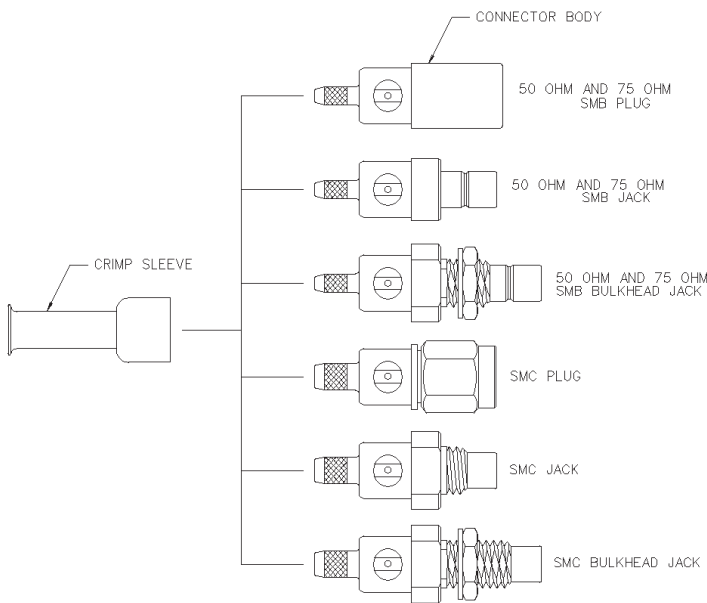 CONNECTOR BODY
50 OHM AND 75 OHM
SMB PLUG
50 OHM AND 75 OHM
SMB JACK
CRIMP SLEEVE
50 OHM AND 75 OHM
SMB BULKHEAD JACK
SMC PLUG
SMC JACK
SMC BULKHEAD JACK